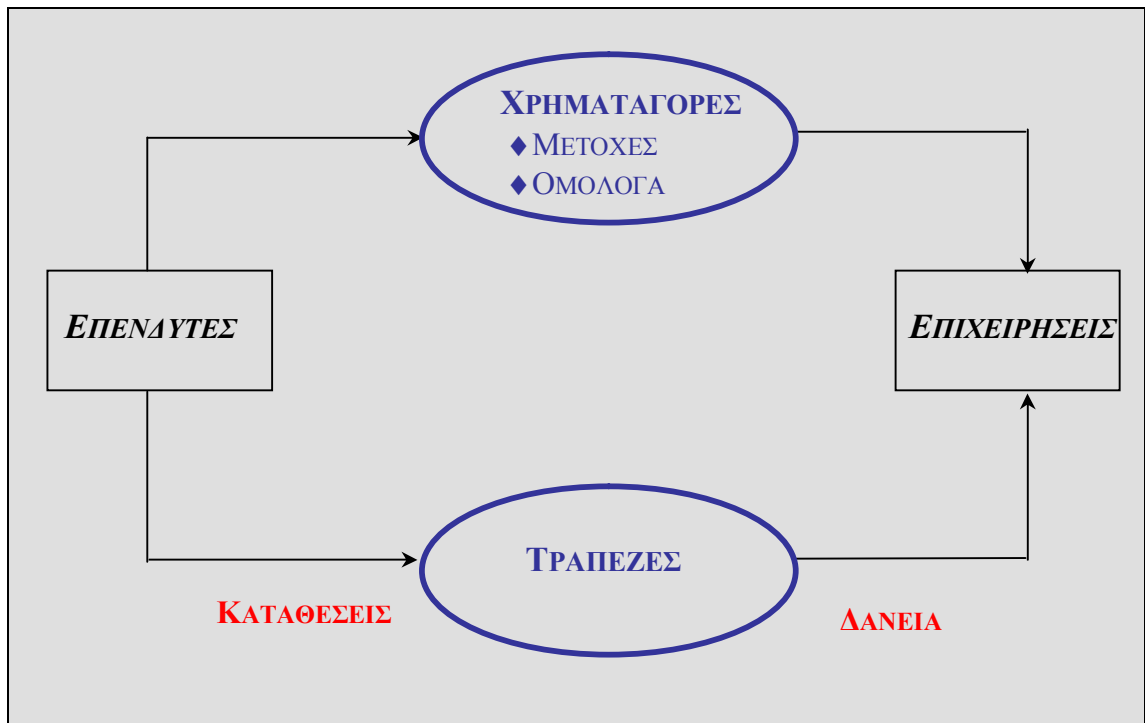 ΧΡΗΜΑΤΑΓΟΡΕΣ
♦ ΜΕΤΟΧΕΣ
♦ ΟΜΟΛΟΓΑ
ΕΠΕΝΔΥΤΕΣ
ΕΠΙΧΕΙΡΗΣΕΙΣ
ΤΡΑΠΕΖΕΣ
ΚΑΤΑΘΕΣΕΙΣ
ΔΑΝΕΙΑ